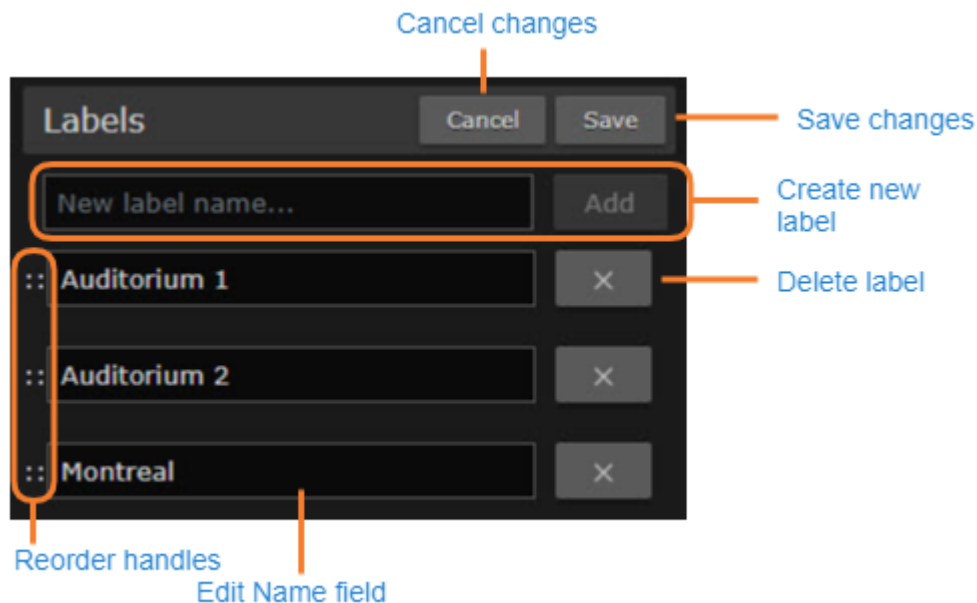 Cancel changes
Labels
Cancel
Save
Save changes
New label name...
Add
Create new
label
:: Auditorium 1
×
Delete label
:: Auditorium 2
×
:: Montreal
×
Reorder handles
Edit Name field